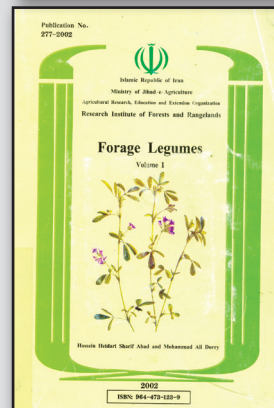 Publication No.
277-2002
Islamic Republic of Iran
Ministry of Jihad-e-Agriculture
Agricultural Research, Education and Extension Organization
Research Institute of Forests and Rangelands
Forage Legumes
Volume 1
Hossein Heidari Sharif Abad and Mohammad Ali Dorry
2002
ISBN: 964-473-123-9